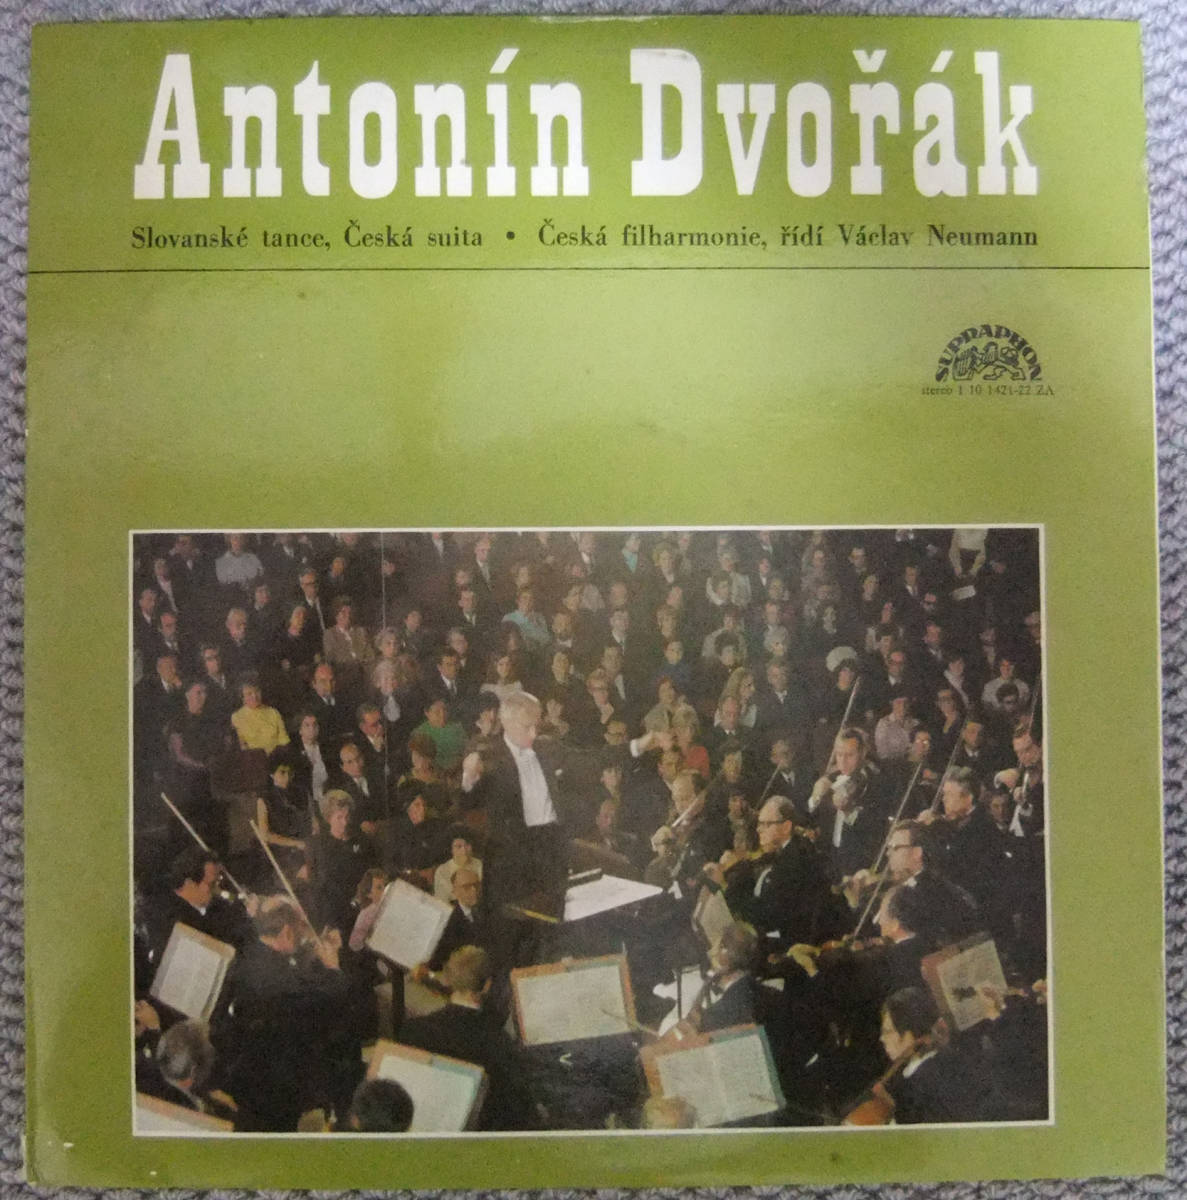 Antonín Dvořák
Slovanské tance, Česká suita • Česká filharmonie, řídí Václav Neumann
SUPRAPHON
stereo 1 10 1421-22 ZA